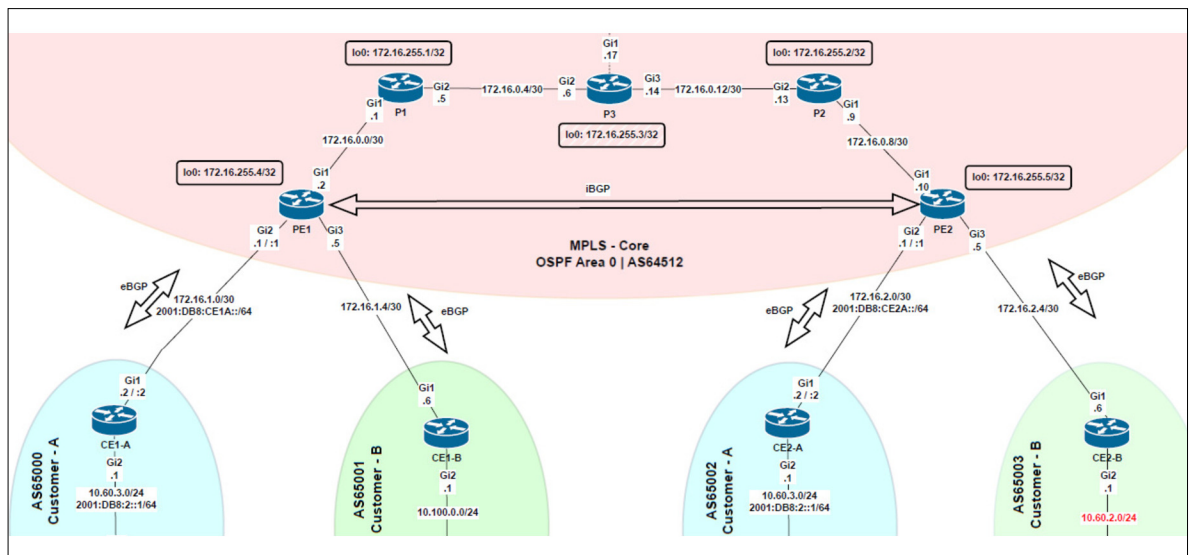 Gi1
.17
lo0: 172.16.255.1/32
lo0: 172.16.255.2/32
Gi2
.5
172.16.0.4/30
Gi2
.6
Gi3
.14
172.16.0.12/30
Gi2
.13
P1
P3
P2
Gi1
.1
Gi1
.9
lo0: 172.16.255.3/32
172.16.0.0/30
172.16.0.8/30
lo0: 172.16.255.4/32
Gi1
.2
iBGP
Gi1
.10
lo0: 172.16.255.5/32
PE1
PE2
Gi2
.1 / :1
Gi3
.5
MPLS - Core
OSPF Area 0 | AS64512
Gi2
.1 / :1
Gi3
.5
eBGP
172.16.1.0/30
2001:DB8:CE1A::/64
172.16.1.4/30
eBGP
eBGP
172.16.2.0/30
2001:DB8:CE2A::/64
172.16.2.4/30
eBGP
Gi1
.2 / :2
CE1-A
Gi2
.1
10.60.3.0/24
2001:DB8:2::1/64
AS65000
Customer - A
Gi1
.6
CE1-B
Gi2
.1
10.100.0.0/24
AS65001
Customer - B
Gi1
.2 / :2
CE2-A
Gi2
.1
10.60.3.0/24
2001:DB8:2::1/64
AS65002
Customer - A
Gi1
.6
CE2-B
Gi2
.1
10.60.2.0/24
AS65003
Customer - B